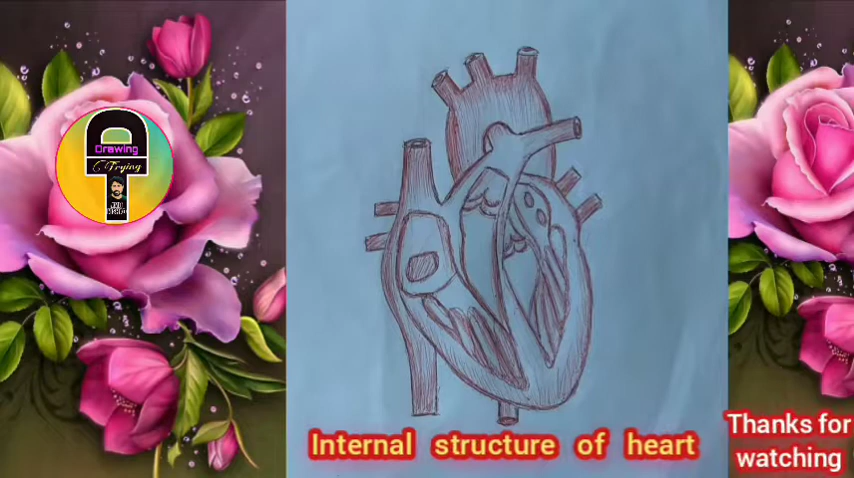 Drawing
Trying
Internal structure of heart
Thanks for
watching